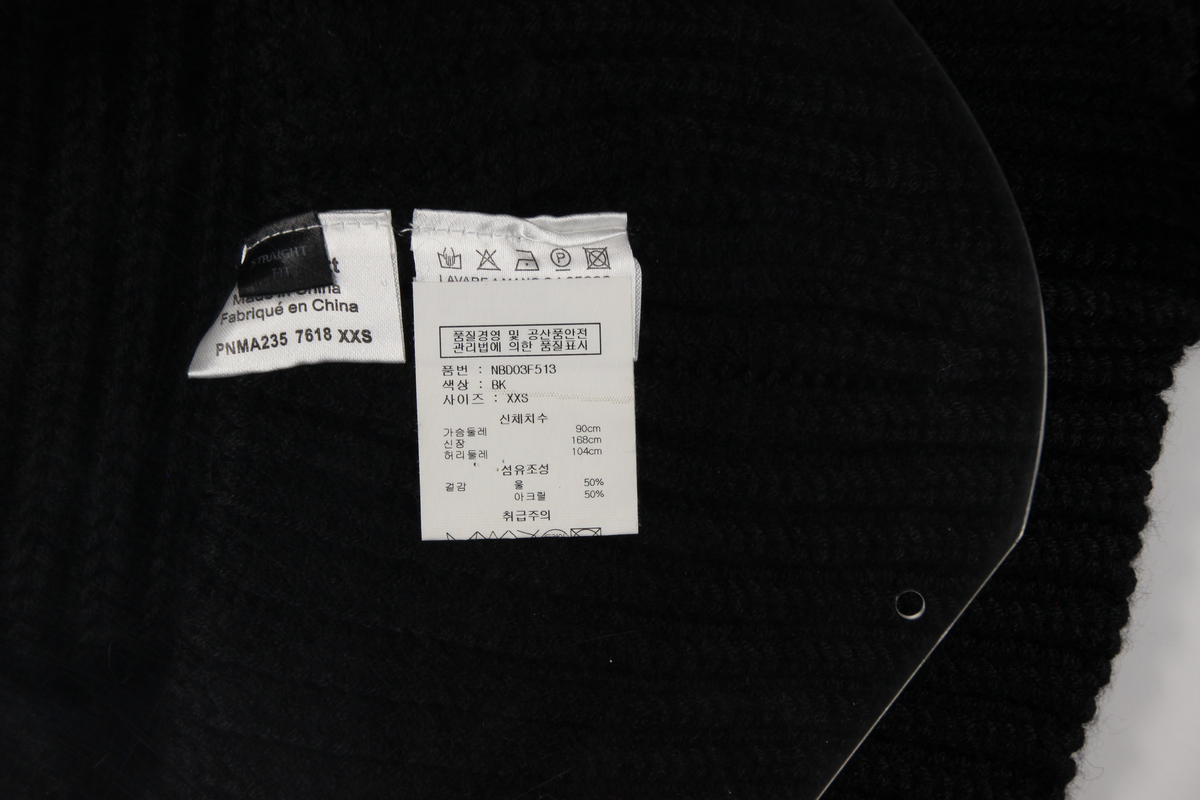 STRAIGHT
FIT
Made in China
Fabriqué en China
PNMA235 7618 XXS
P
품질경영 및 공산품안전
관리법에 의한 품질표시
품번 : NBD03F513
색상 : BK
사이즈 : XXS
신체치수
가슴둘레 90cm
신장 168cm
허리둘레 104cm
섬유조성
겉감 울 50%
아크릴 50%
취급주의